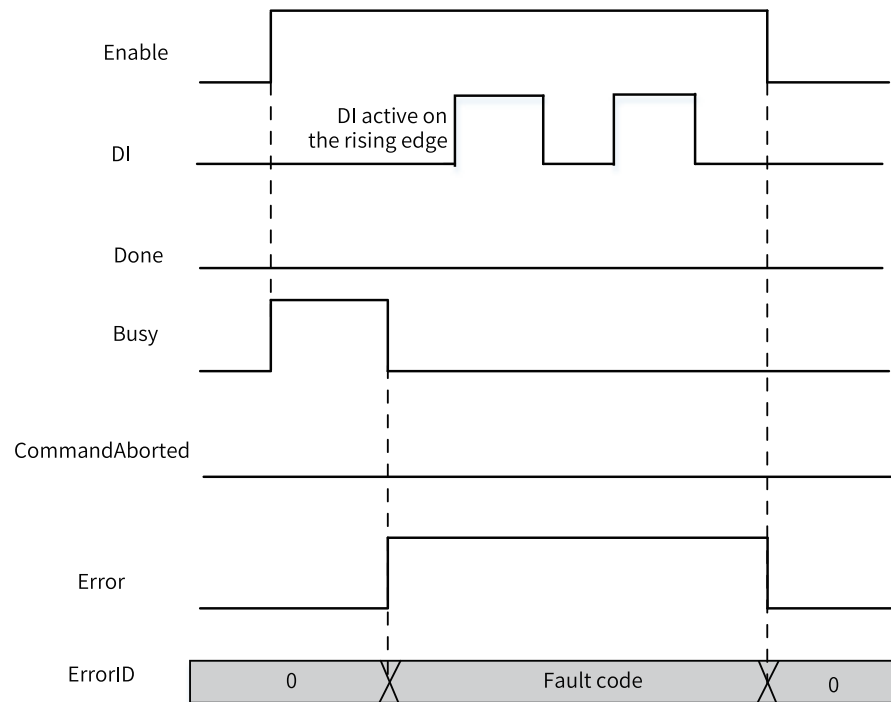 Enable
DI active on
the rising edge
DI
Done
Busy
CommandAborted
Error
ErrorID
0
Fault code
0